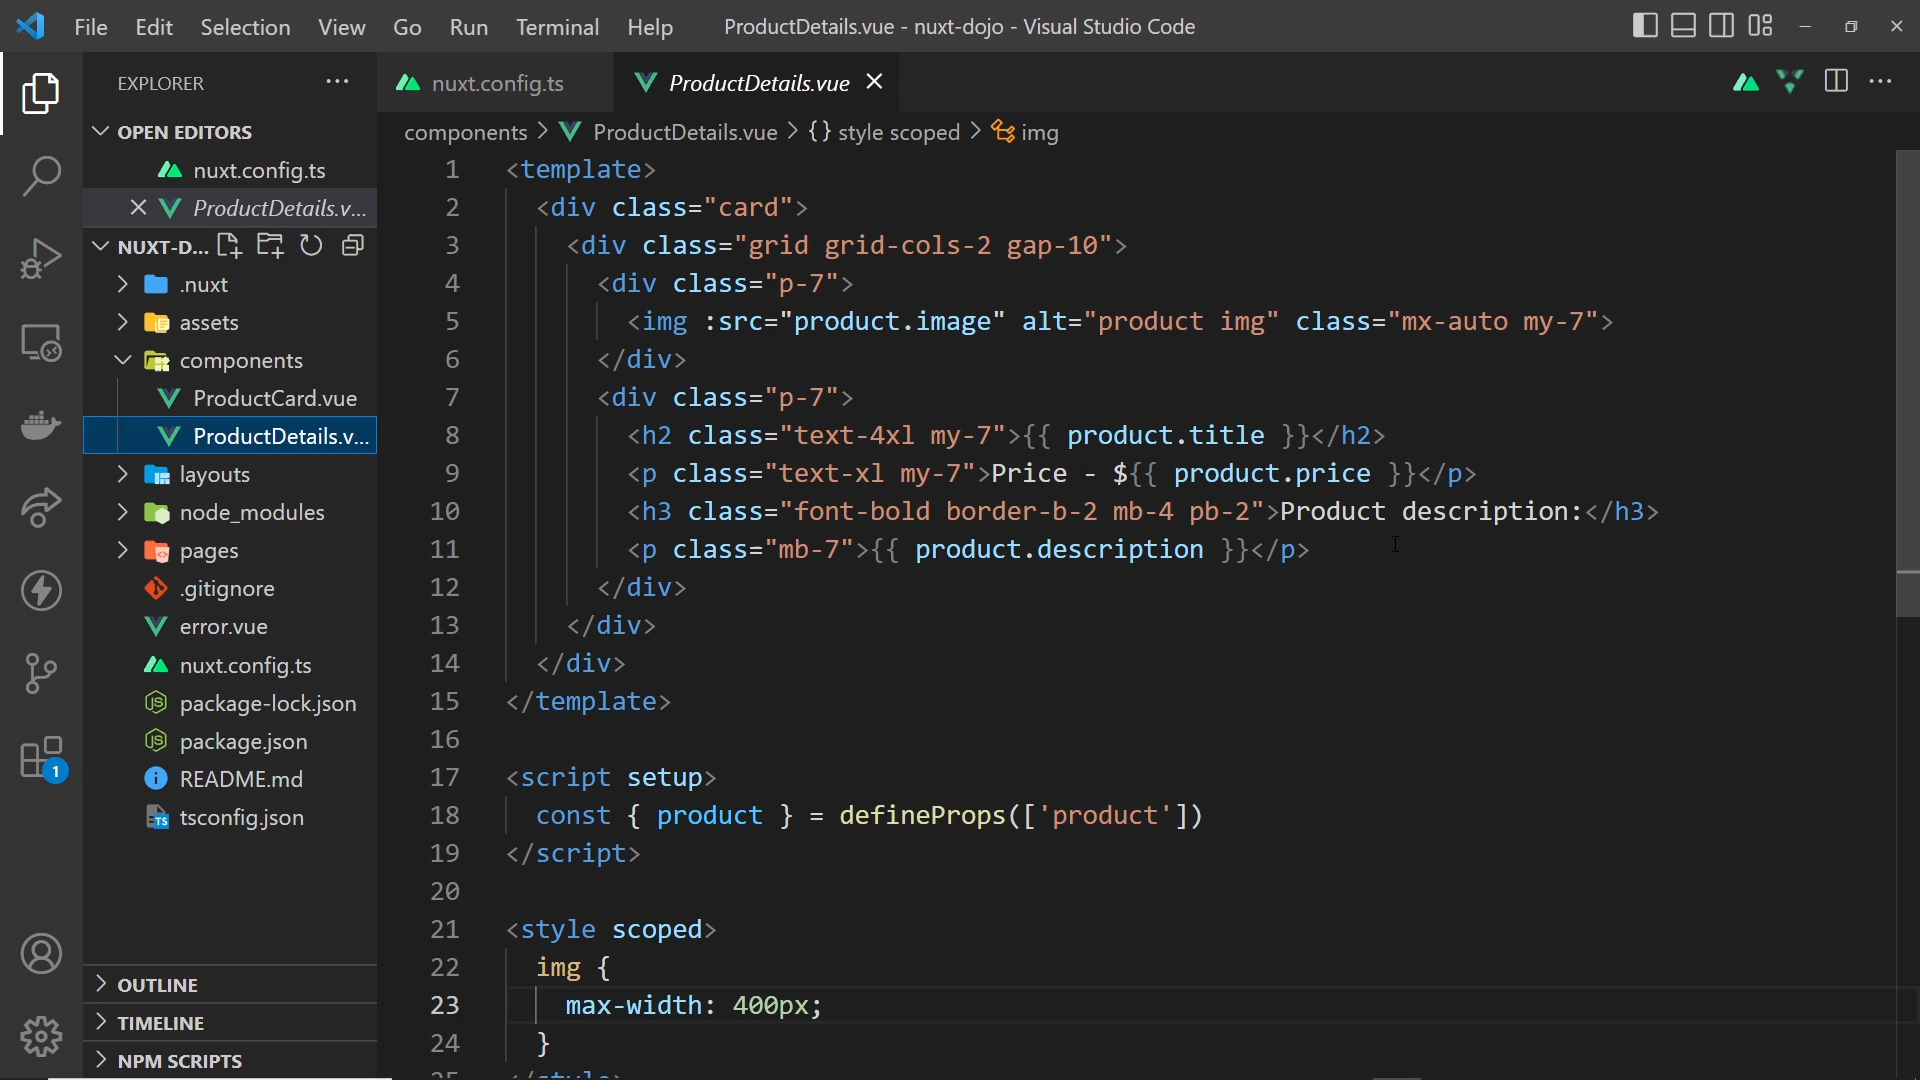 File Edit Selection View Go Run Terminal Help ProductDetails.vue - nuxt-dojo - Visual Studio Code
EXPLORER
OPEN EDITORS
nuxt.config.ts
ProductDetails.v...
NUXT-D...
.nuxt
assets
components
ProductCard.vue
ProductDetails.v...
layouts
node_modules
pages
.gitignore
error.vue
nuxt.config.ts
package-lock.json
package.json
README.md
tsconfig.json
1
OUTLINE
TIMELINE
NPM SCRIPTS
nuxt.config.ts ProductDetails.vue
components > ProductDetails.vue > {} style scoped > img
1 <template>
2 <div class="card">
3 <div class="grid grid-cols-2 gap-10">
4 <div class="p-7">
5 <img :src="product.image" alt="product img" class="mx-auto my-7">
6 </div>
7 <div class="p-7">
8 <h2 class="text-4xl my-7">{{ product.title }}</h2>
9 <p class="text-xl my-7">Price - ${{ product.price }}</p>
10 <h3 class="font-bold border-b-2 mb-4 pb-2">Product description:</h3>
11 <p class="mb-7">{{ product.description }}</p>
12 </div>
13 </div>
14 </div>
15 </template>
16
17 <script setup>
18 const { product } = defineProps(['product'])
19 </script>
20
21 <style scoped>
22 img {
23 max-width: 400px;
24 }
25 </style>